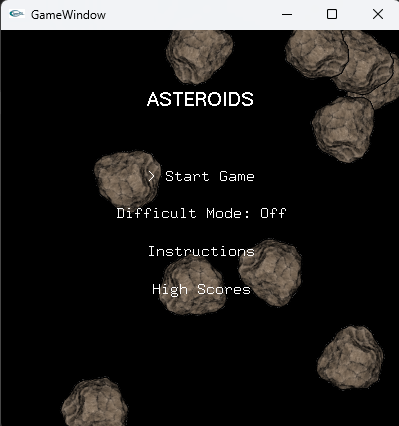 GameWindow
ASTEROIDS
> Start Game
Difficult Mode: Off
Instructions
High Scores